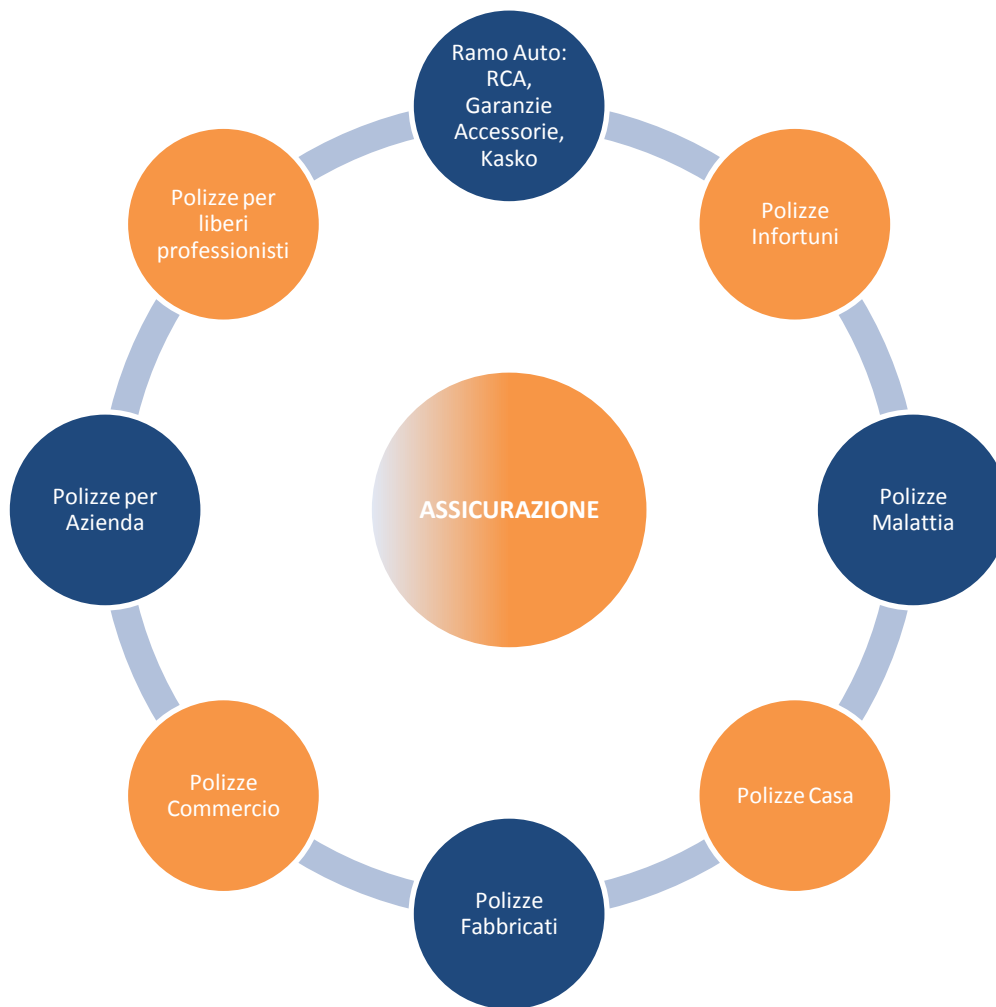 Ramo Auto:
RCA,
Garanzie
Accessorie,
Kasko
Polizze per
liberi
professionisti
Polizze
Infortuni
Polizze per
Azienda
ASSICURAZIONE
Polizze
Malattia
Polizze
Commercio
Polizze Casa
Polizze
Fabbricati